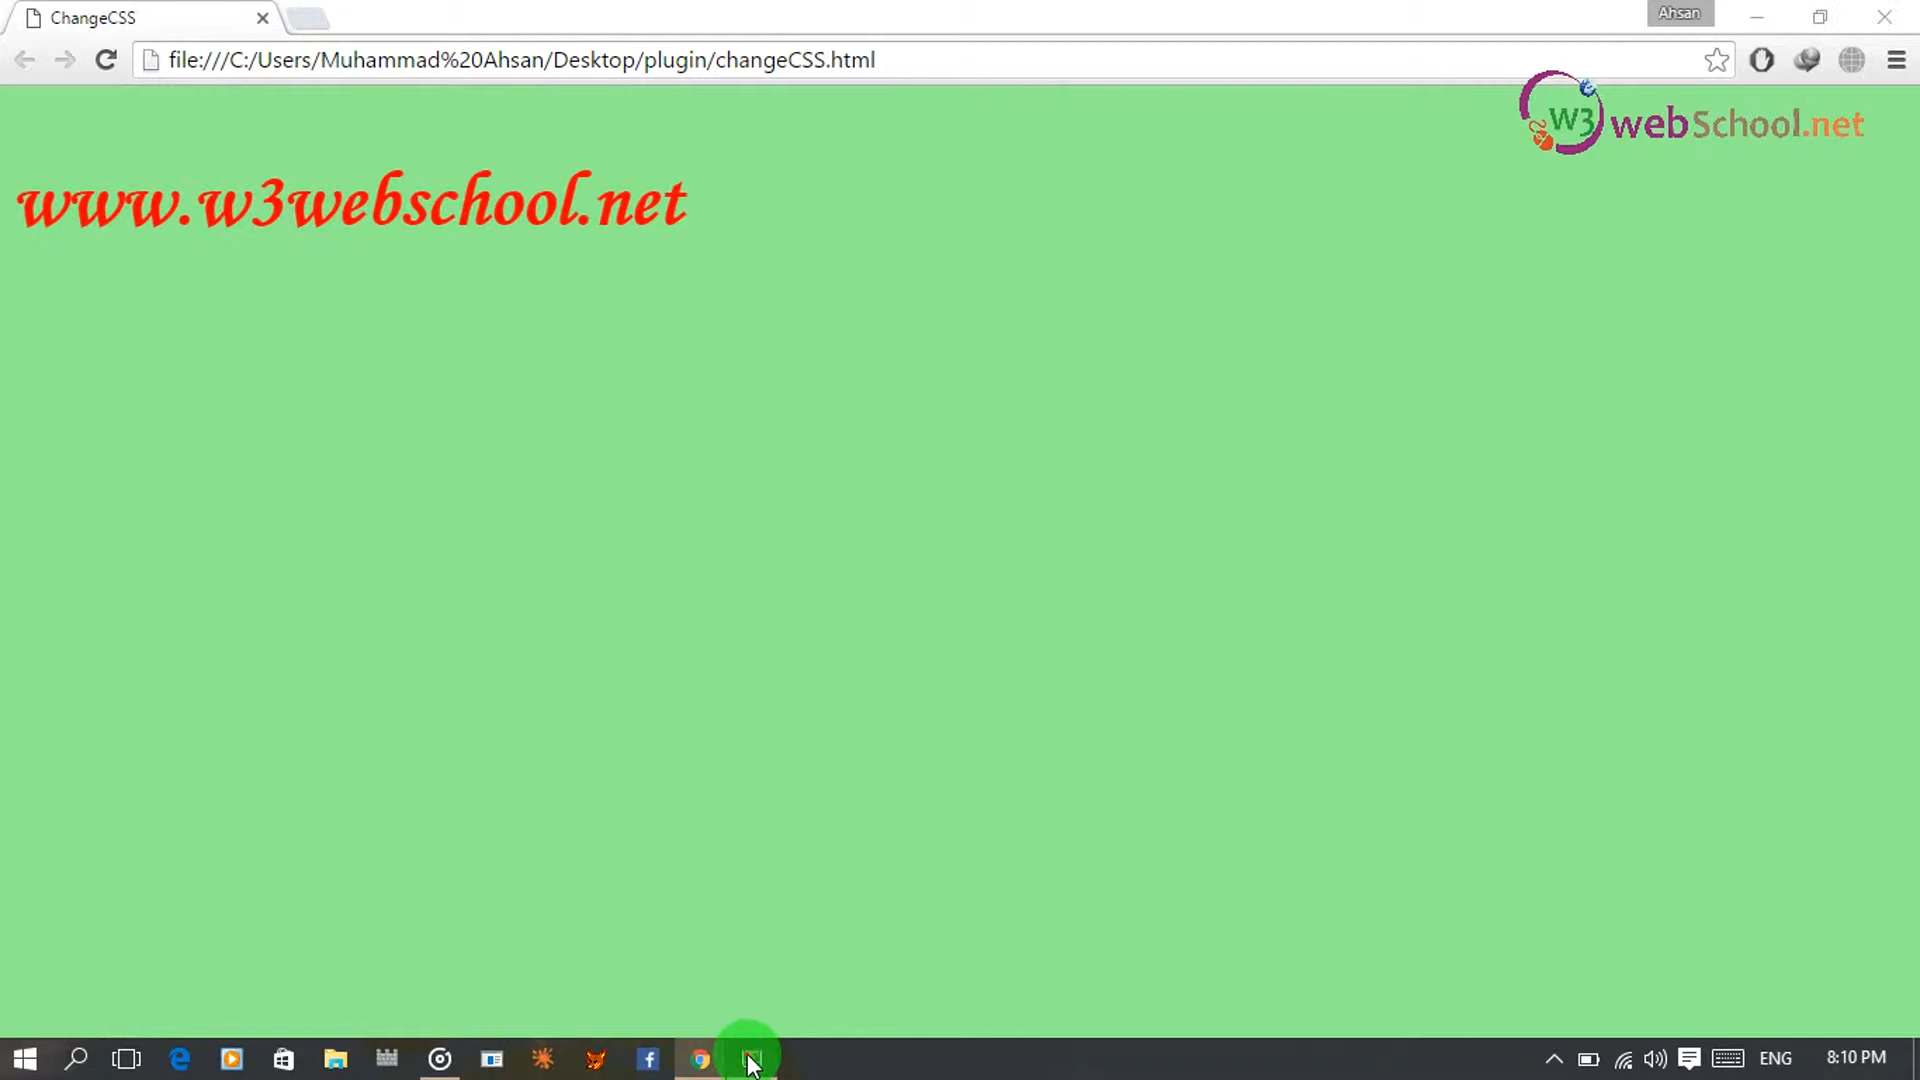 ChangeCSS
Ahsan
file:///C:/Users/Muhammad%20Ahsan/Desktop/plugin/changeCSS.html
W3 webSchool.net
www.w3webschool.net
ENG
8:10 PM